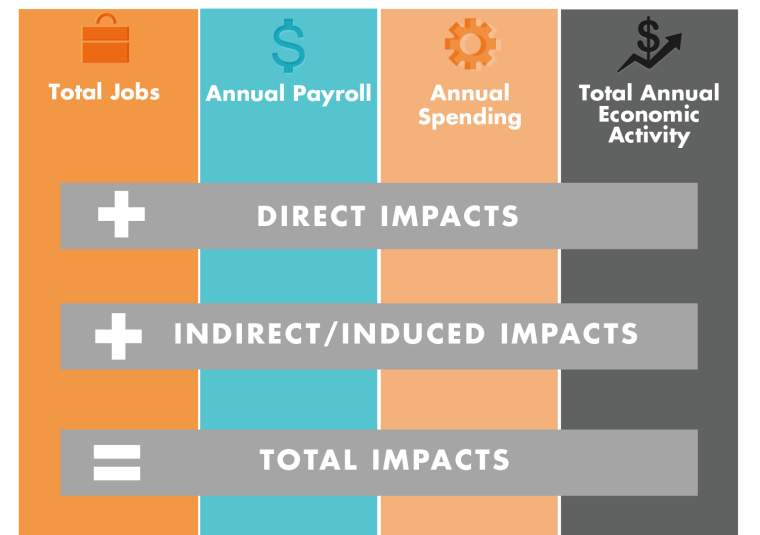 Total Jobs
Annual Payroll
Annual
Spending
Total Annual
Economic
Activity
+ DIRECT IMPACTS
+ INDIRECT/INDUCED IMPACTS
= TOTAL IMPACTS